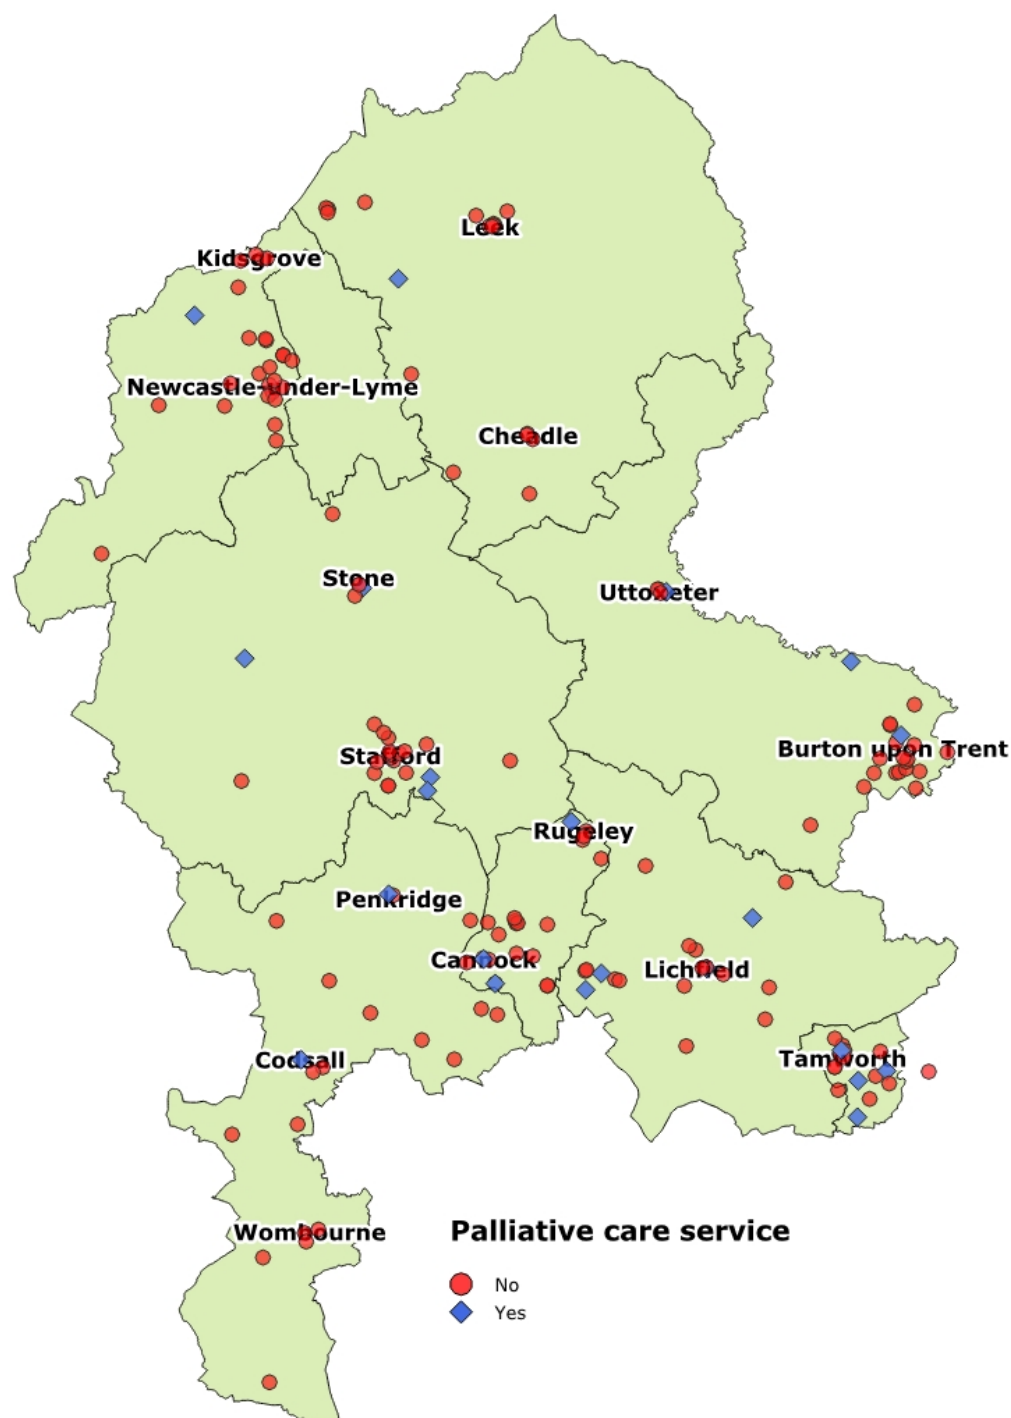 Leek
Kidsgrove
Newcastle-under-Lyme
Cheadle
Stone
Uttoxeter
Burton upon Trent
Stafford
Rugeley
Penkridge
Cannock
Lichfield
Codsall
Tamworth
Wombourne
Palliative care service
No
Yes